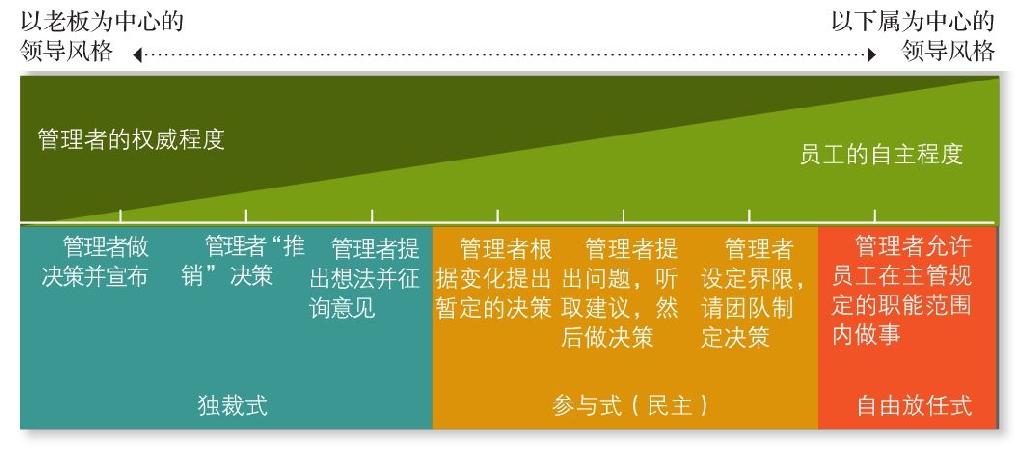 以老板为中心的
领导风格
以下属为中心的
领导风格
管理者的权威程度
员工的自主程度
管理者做
决策并宣布
管理者“推
销”决策
管理者提
出想法并征
询意见
管理者根
据变化提出
暂定的决策
管理者提
出问题，听
取建议，然
后做决策
管理者
设定界限，
请团队制
定决策
管理者允许
员工在主管规
定的职能范围
内做事
独裁式
参与式（民主）
自由放任式